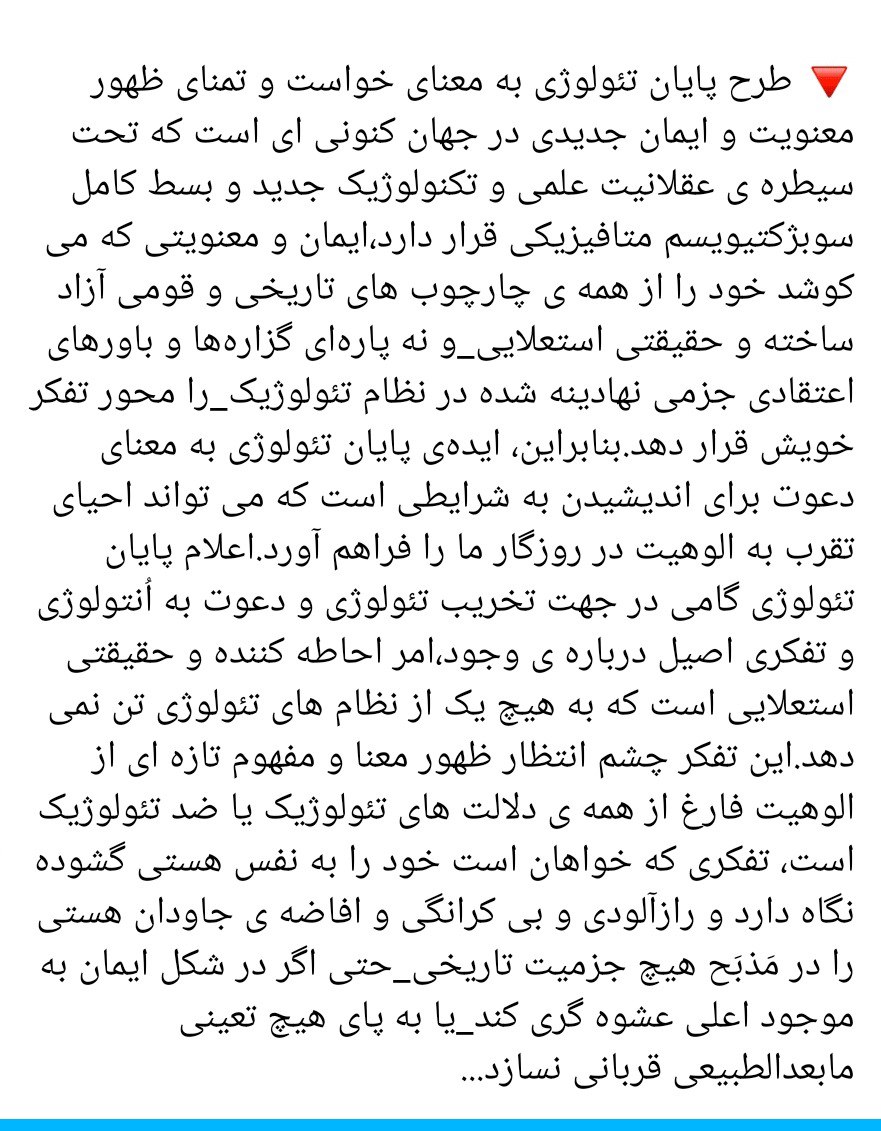 🔻 طرح پایان تئولوژی به معنای خواست و تمنای ظهور
معنویت و ایمان جدیدی در جهان کنونی ای است که تحت
سیطره ی عقلانیت علمی و تکنولوژیک جدید و بسط کامل
سوبژکتیویسم متافیزیکی قرار دارد،ایمان و معنویتی که می
کوشد خود را از همه ی چارچوب های تاریخی و قومی آزاد
ساخته و حقیقتی استعلایی_و نه پاره‌ای گزاره‌ها و باورهای
اعتقادی جزمی نهادینه شده در نظام تئولوژیک_را محور تفکر
خویش قرار دهد.بنابراین، ایده‌ی پایان تئولوژی به معنای
دعوت برای اندیشیدن به شرایطی است که می تواند احیای
تقرب به الوهیت در روزگار ما را فراهم آورد.اعلام پایان
تئولوژی گامی در جهت تخریب تئولوژی و دعوت به اُنتولوژی
و تفکری اصیل درباره ی وجود،امر احاطه کننده و حقیقتی
استعلایی است که به هیچ یک از نظام های تئولوژی تن نمی
دهد.این تفکر چشم انتظار ظهور معنا و مفهوم تازه ای از
الوهیت فارغ از همه ی دلالت های تئولوژیک یا ضد تئولوژیک
است، تفکری که خواهان است خود را به نفس هستی گشوده
نگاه دارد و رازآلودی و بی کرانگی و افاضه ی جاودان هستی
را در مَذبَح هیچ جزمیت تاریخی_حتی اگر در شکل ایمان به
موجود اعلی عشوه گری کند_یا به پای هیچ تعینی
مابعدالطبیعی قربانی نسازد...